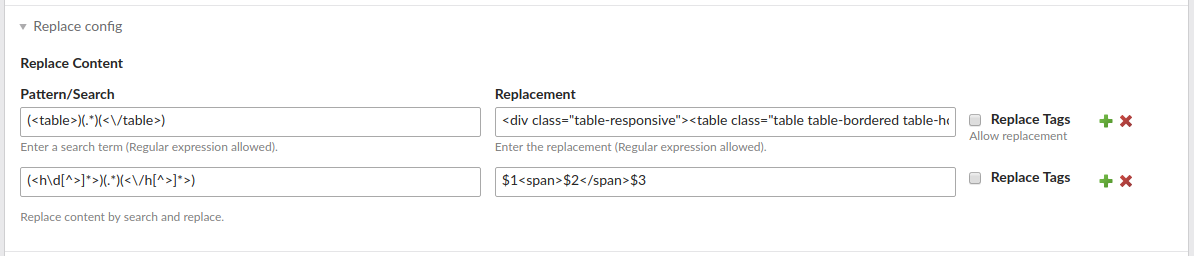 Replace config
Replace Content
Pattern/Search Replacement
(<table>)(.*)(<\/table>) <div class="table-responsive"><table class="table table-bordered Replace Tags
Enter a search term (Regular expression allowed). Enter the replacement (Regular expression allowed). Allow replacement
(<h\d[^>]*>)(.*)(<\/h[^>]*>) $1<span>$2</span>$3 Replace Tags
Replace content by search and replace.